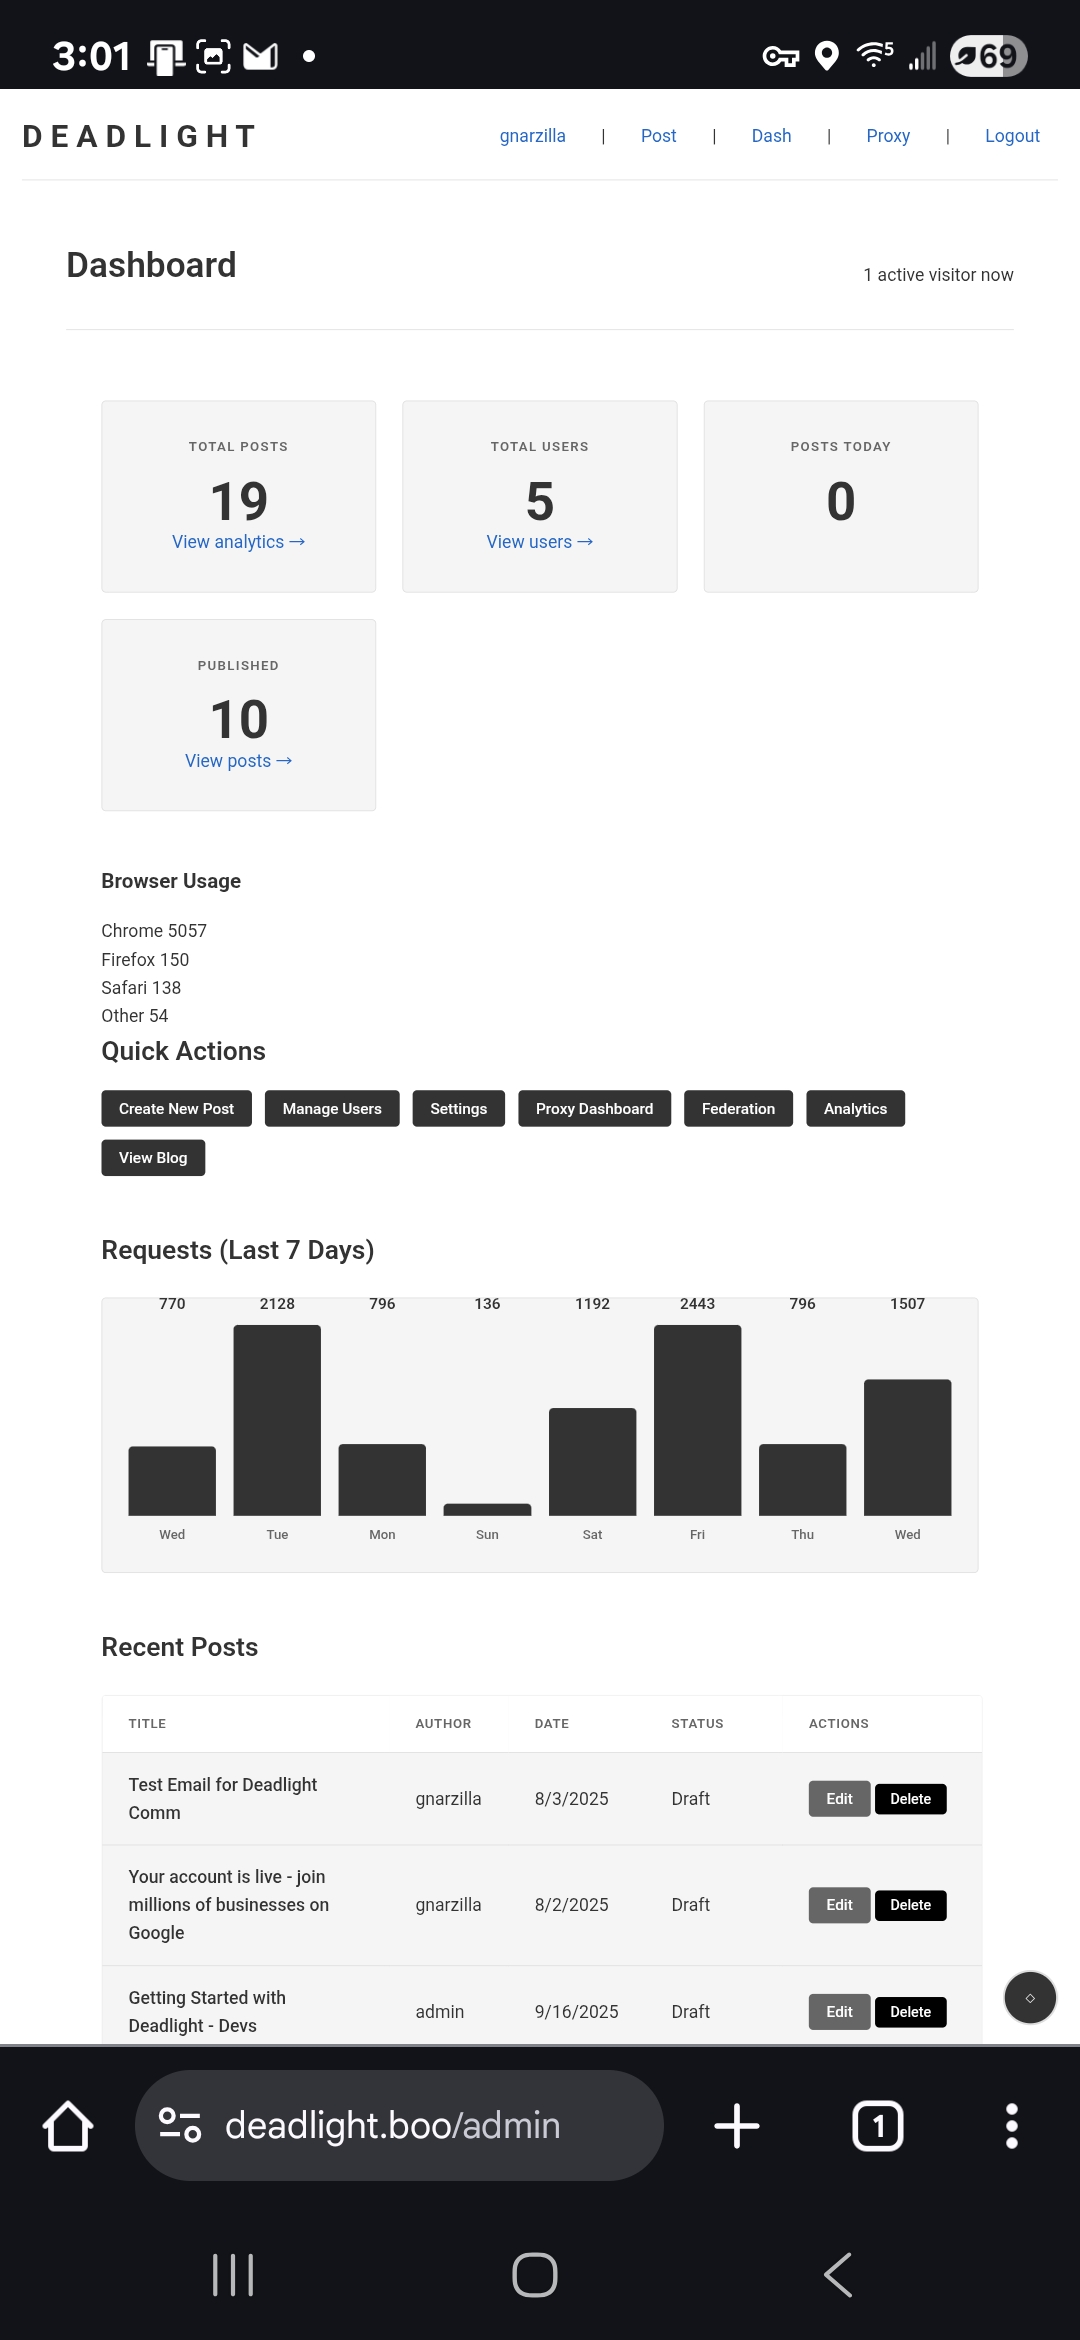 3:01
5
69
DEADLIGHT
gnarzilla | Post | Dash | Proxy | Logout
Dashboard
1 active visitor now
TOTAL POSTS
19
View analytics →
TOTAL USERS
5
View users →
POSTS TODAY
0
PUBLISHED
10
View posts →
Browser Usage
Chrome 5057
Firefox 150
Safari 138
Other 54
Quick Actions
Create New Post Manage Users Settings Proxy Dashboard Federation Analytics
View Blog
Requests (Last 7 Days)
770 2128 796 136 1192 2443 796 1507
Wed Tue Mon Sun Sat Fri Thu Wed
Recent Posts
TITLE AUTHOR DATE STATUS ACTIONS
Test Email for Deadlight
Comm
gnarzilla 8/3/2025 Draft Edit Delete
Your account is live - join
millions of businesses on
Google
gnarzilla 8/2/2025 Draft Edit Delete
Getting Started with
Deadlight - Devs
admin 9/16/2025 Draft Edit Delete
deadlight.boo/admin
1